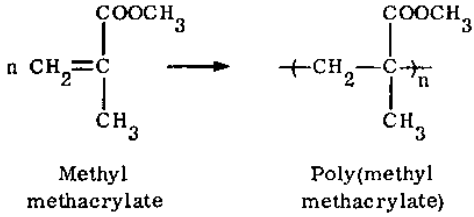 COOCH3 COOCH3
n CH2=C CH2—C n
CH3 CH3
Methyl Poly(methyl
methacrylate methacrylate)